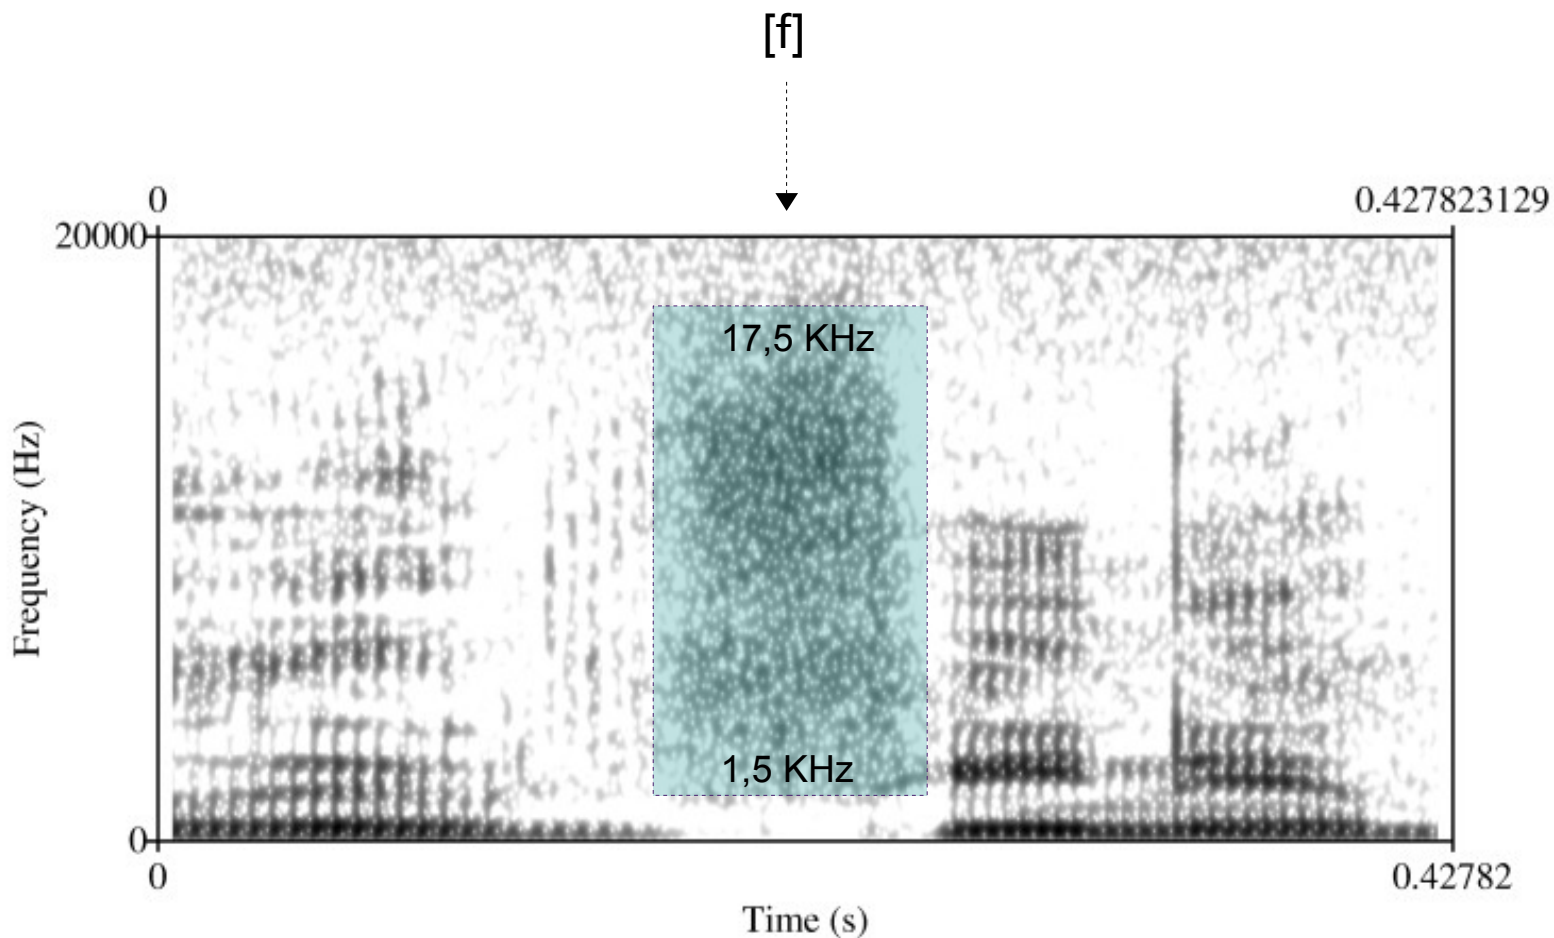 [f]
0
0.427823129
20000
17,5 KHz
Frequency (Hz)
1,5 KHz
0
0
0.42782
Time (s)